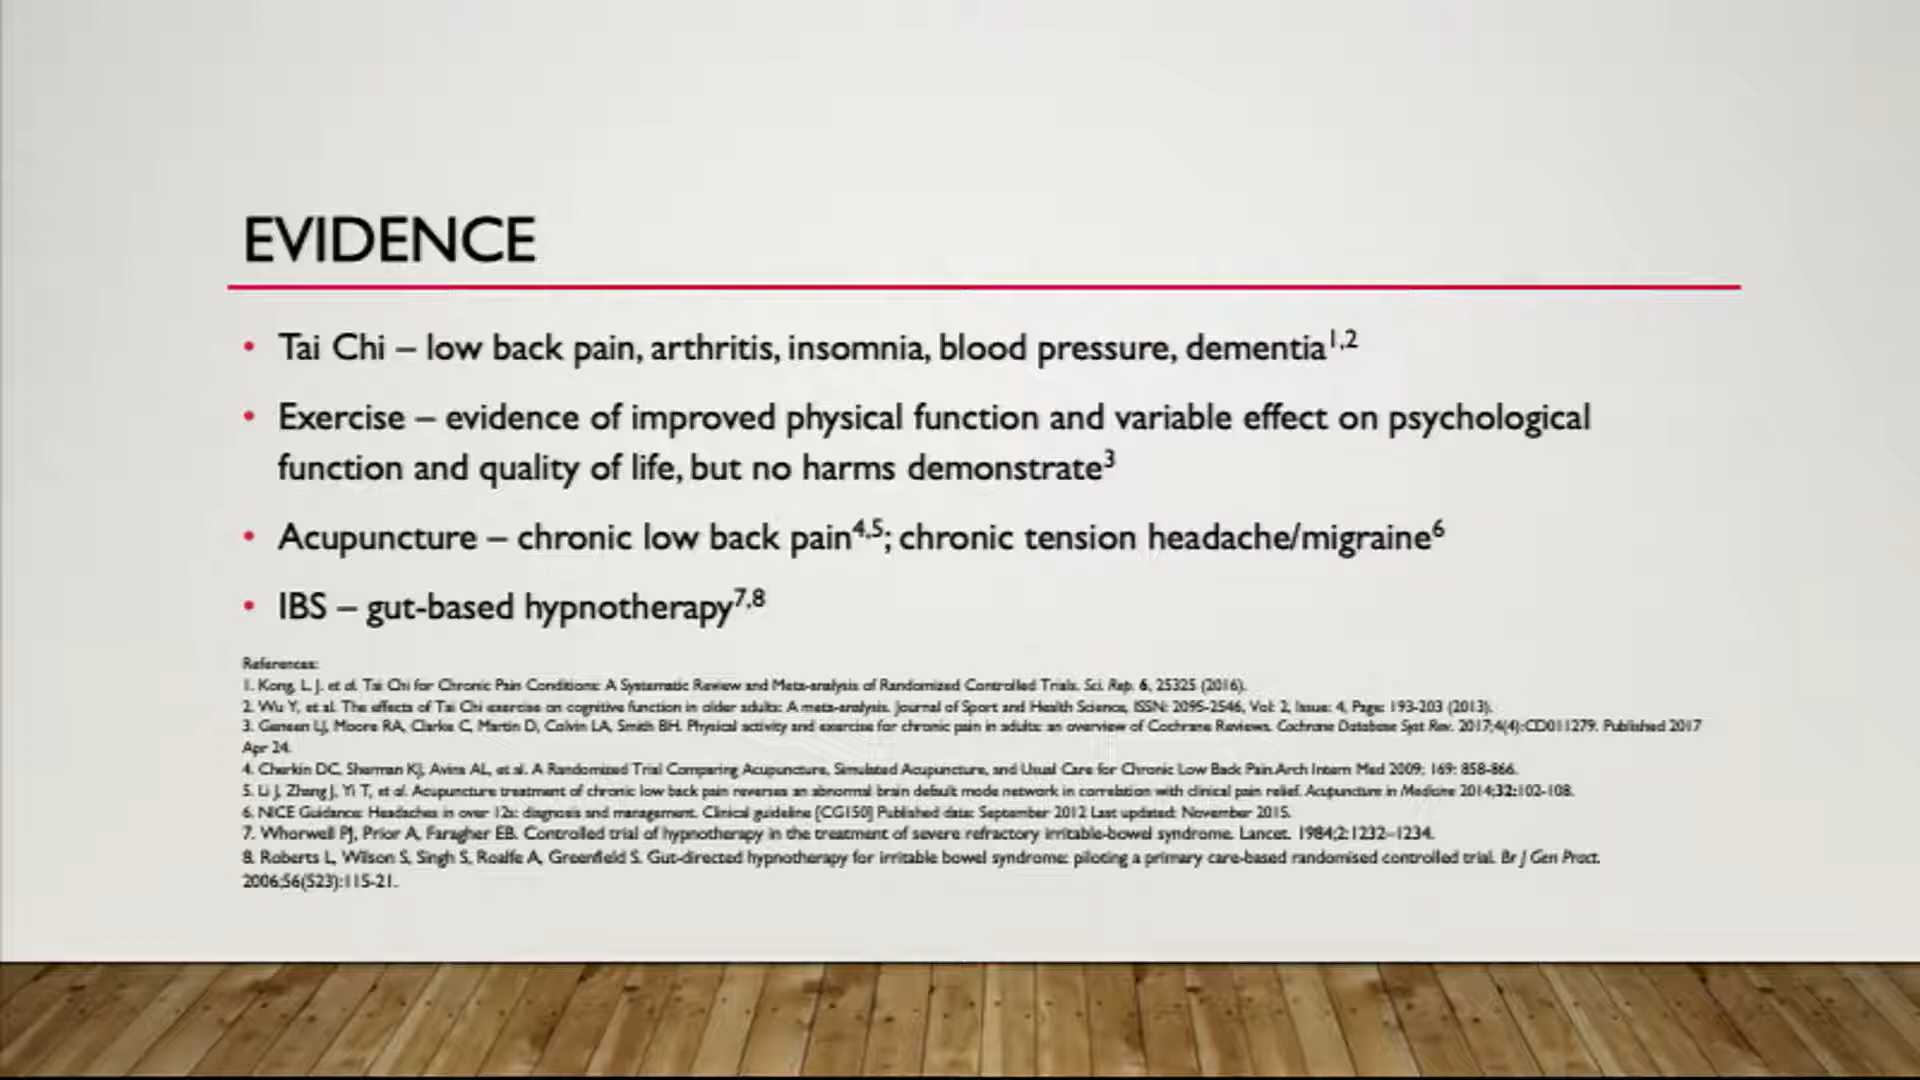 EVIDENCE
• Tai Chi – low back pain, arthritis, insomnia, blood pressure, dementia1,2
• Exercise – evidence of improved physical function and variable effect on psychological
function and quality of life, but no harms demonstrate3
• Acupuncture – chronic low back pain4,5; chronic tension headache/migraine6
• IBS – gut-based hypnotherapy7,8
References:
1. Kong, L. J. et al. Tai Chi for Chronic Pain Conditions: A Systematic Review and Meta-analysis of Randomized Controlled Trials. Sci. Rep. 6, 25325 (2016).
2. Wu Y, et al. The effects of Tai Chi exercise on cognitive function in older adults: A meta-analysis. Journal of Sport and Health Science, ISSN: 2095-2546, Vol: 2, Issue: 4, Page: 193-203 (2013).
3. Geneen LJ, Moore RA, Clarke C, Martin D, Colvin LA, Smith BH. Physical activity and exercise for chronic pain in adults: an overview of Cochrane Reviews. Cochrane Database Syst Rev. 2017;4(4):CD011279. Published 2017
Apr 24.
4. Cherkin DC, Sherman KJ, Avins AL, et al. A Randomized Trial Comparing Acupuncture, Simulated Acupuncture, and Usual Care for Chronic Low Back Pain.Arch Intern Med 2009; 169: 858-866.
5. Li J, Zhang J, Yi T, et al. Acupuncture treatment of chronic low back pain reverses an abnormal brain default mode network in correlation with clinical pain relief. Acupuncture in Medicine 2014;32:102-108.
6. NICE Guidance: Headaches in over 12s: diagnosis and management. Clinical guideline [CG150] Published date: September 2012 Last updated: November 2015.
7. Whorwell PJ, Prior A, Faragher EB. Controlled trial of hypnotherapy in the treatment of severe refractory irritable-bowel syndrome. Lancet. 1984;2:1232–1234.
8. Roberts L, Wilson S, Singh S, Roalfe A, Greenfield S. Gut-directed hypnotherapy for irritable bowel syndrome: piloting a primary care-based randomised controlled trial. Br J Gen Pract.
2006;56(523):115-21.